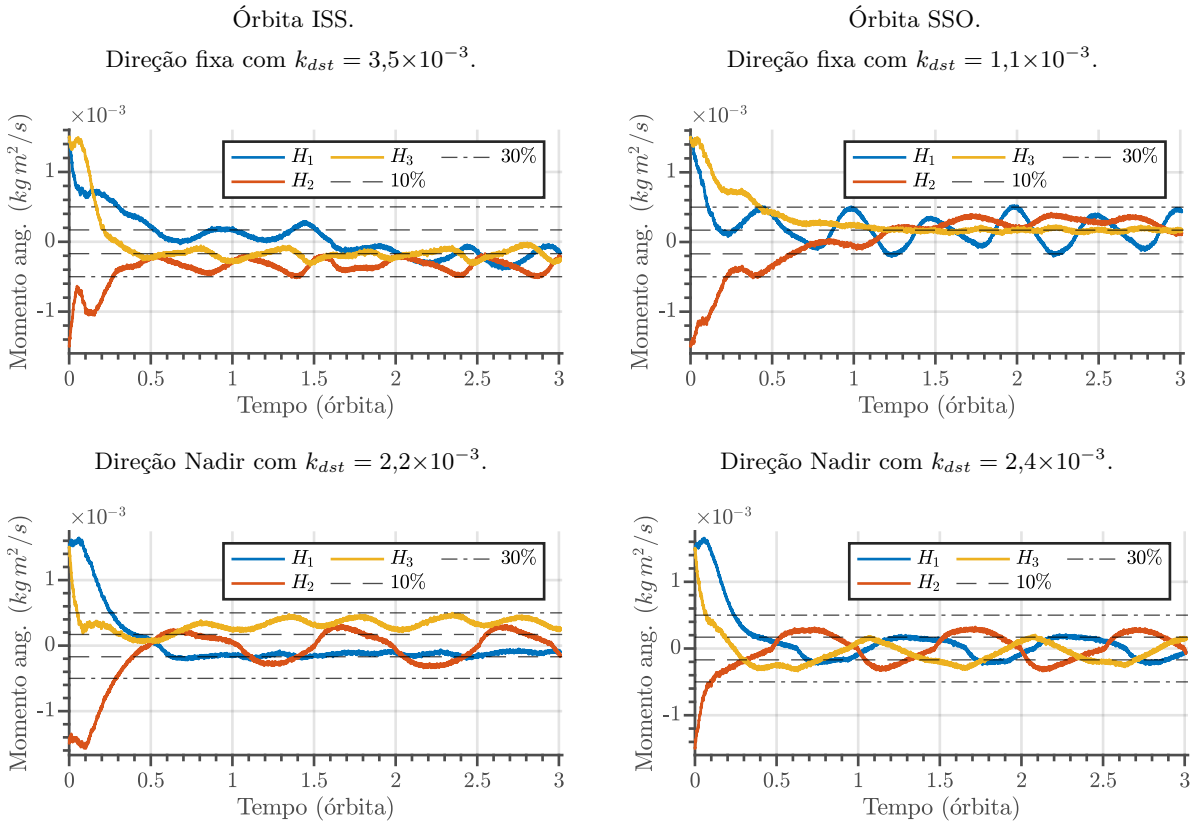 Órbita ISS.
Direção fixa com k_dst = 3,5×10⁻³.
×10⁻³
Momento ang. (kg m²/s)
1
0
-1
H₁ H₃ 30%
H₂ 10%
0 0.5 1 1.5 2 2.5 3
Tempo (órbita)
Órbita SSO.
Direção fixa com k_dst = 1,1×10⁻³.
×10⁻³
Momento ang. (kg m²/s)
1
0
-1
H₁ H₃ 30%
H₂ 10%
0 0.5 1 1.5 2 2.5 3
Tempo (órbita)
Direção Nadir com k_dst = 2,2×10⁻³.
×10⁻³
Momento ang. (kg m²/s)
1
0
-1
H₁ H₃ 30%
H₂ 10%
0 0.5 1 1.5 2 2.5 3
Tempo (órbita)
Direção Nadir com k_dst = 2,4×10⁻³.
×10⁻³
Momento ang. (kg m²/s)
1
0
-1
H₁ H₃ 30%
H₂ 10%
0 0.5 1 1.5 2 2.5 3
Tempo (órbita)